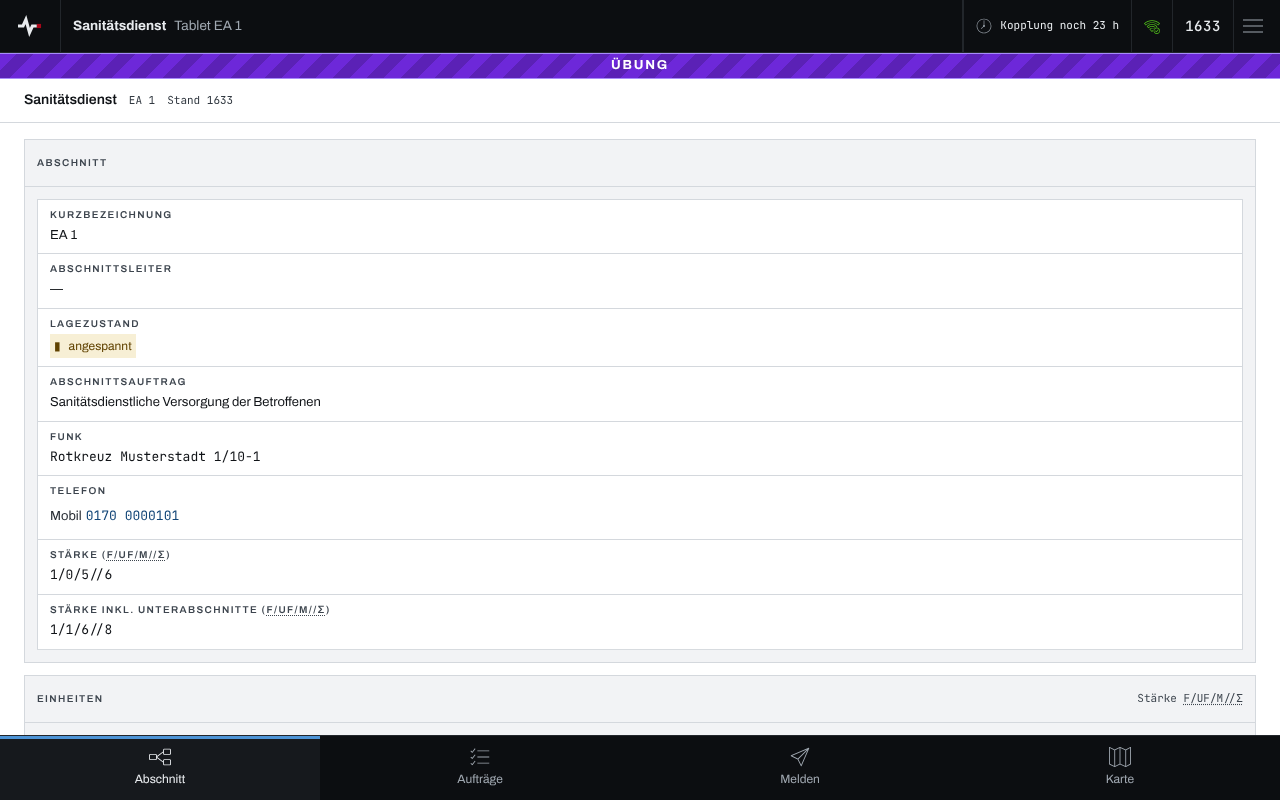 Sanitätsdienst Tablet EA 1 Kopplung noch 23 h 1633
ÜBUNG
Sanitätsdienst EA 1 Stand 1633
ABSCHNITT
KURZBEZEICHNUNG
EA 1
ABSCHNITTSLEITER
—
LAGEZUSTAND
angespannt
ABSCHNITTSAUFTRAG
Sanitätsdienstliche Versorgung der Betroffenen
FUNK
Rotkreuz Musterstadt 1/10-1
TELEFON
Mobil 0170 0000101
STÄRKE (F/UF/M//Σ)
1/0/5//6
STÄRKE INKL. UNTERABSCHNITTE (F/UF/M//Σ)
1/1/6//8
EINHEITEN Stärke F/UF/M//Σ
Abschnitt Aufträge Melden Karte